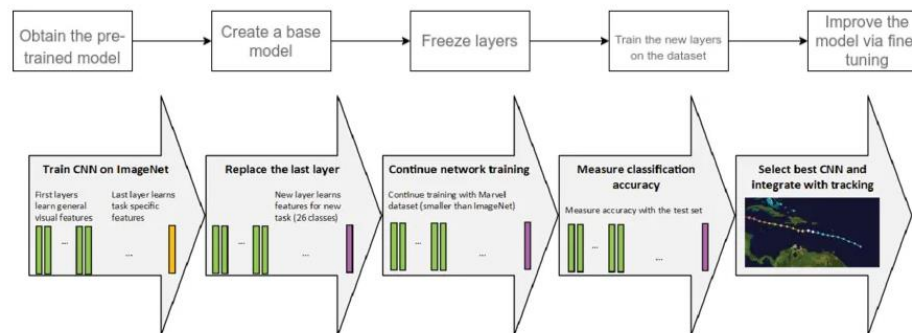 Obtain the pre-
trained model
Create a base
model
Freeze layers
Train the new layers
on the dataset
Improve the
model via fine-
tuning
Train CNN on ImageNet
First layers
learn general
visual features
Last layer learns
task specific
features
...
...
Replace the last layer
New layer learns
features for new
task (26 classes)
...
...
Continue network training
Continue training with Marvell
dataset (smaller than ImageNet)
...
...
Measure classification
accuracy
Measure accuracy with the test set
...
...
Select best CNN and
integrate with tracking